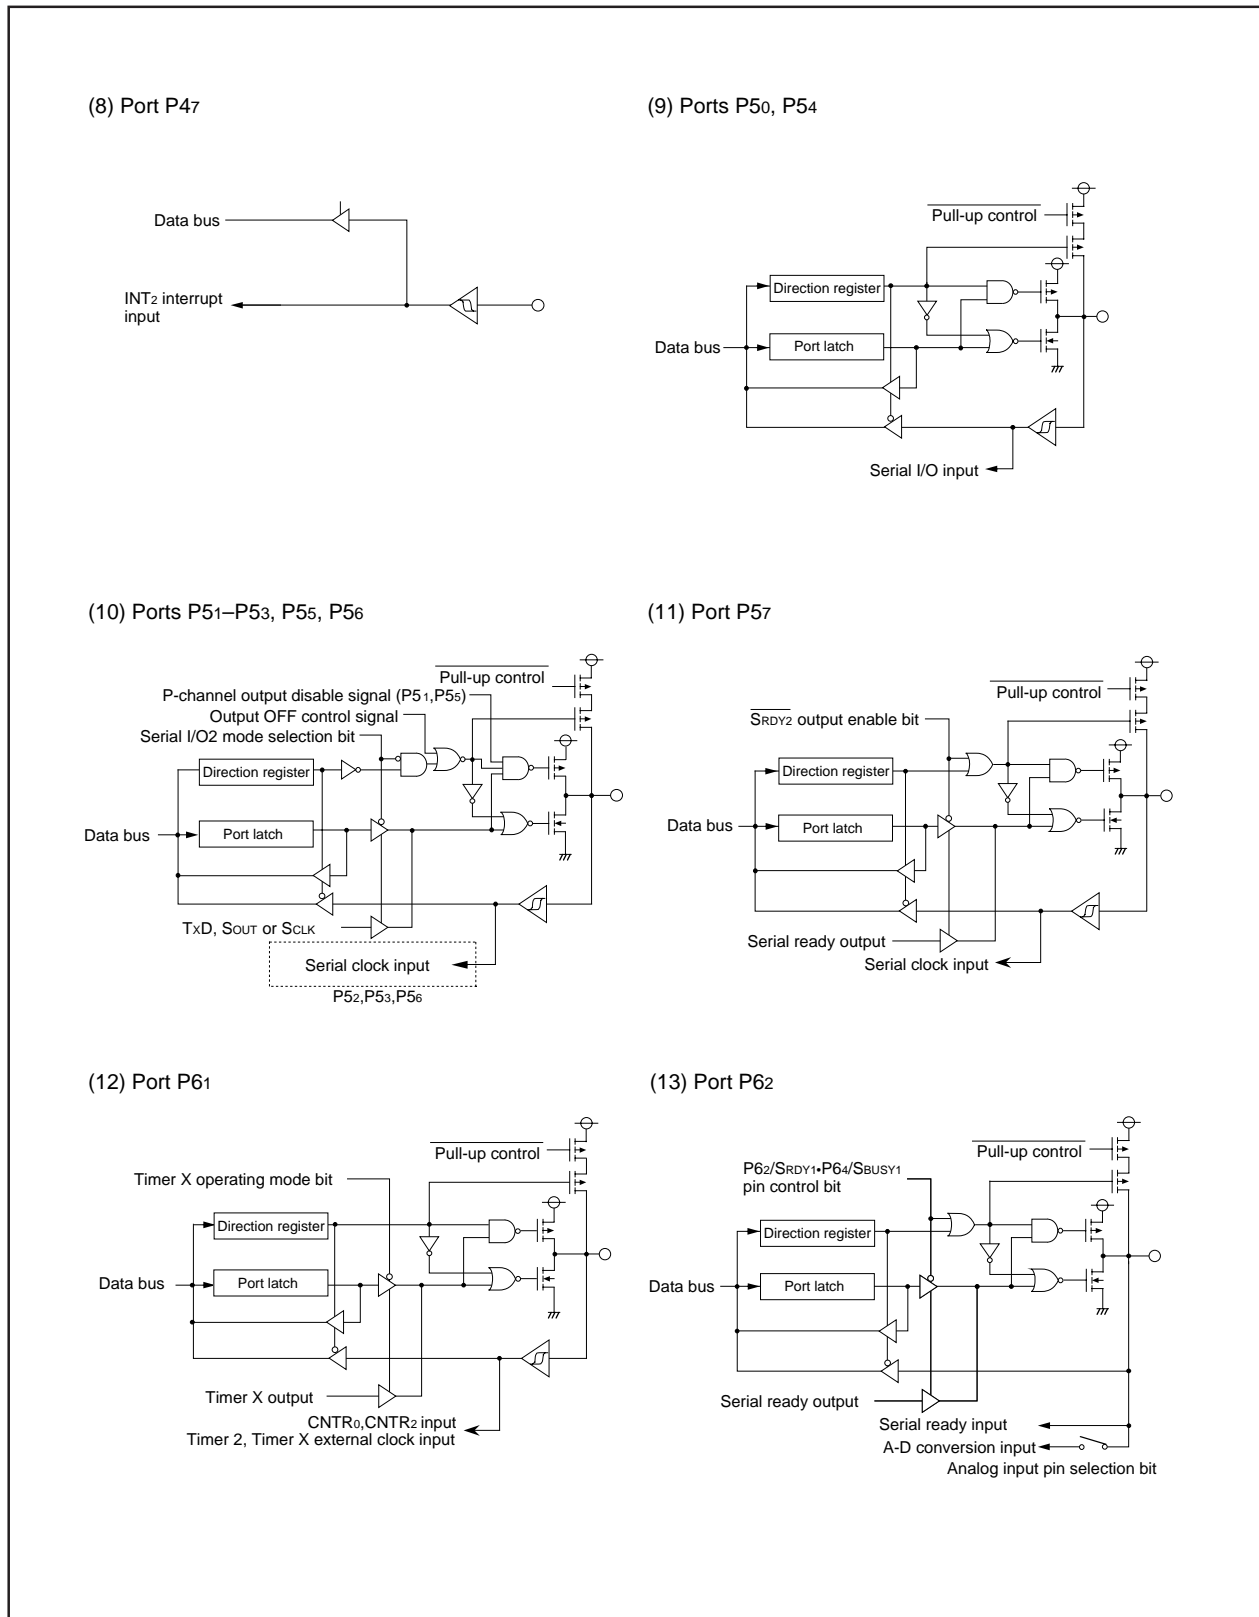 (8) Port P47
Data bus
INT2 interrupt
input
(9) Ports P50, P54
Pull-up control
Direction register
Data bus
Port latch
Serial I/O input
(10) Ports P51–P53, P55, P56
Pull-up control
P-channel output disable signal (P51,P55)
Output OFF control signal
Serial I/O2 mode selection bit
Direction register
Data bus
Port latch
TxD, SOUT or SCLK
Serial clock input
P52,P53,P56
(11) Port P57
Pull-up control
SRDY2 output enable bit
Direction register
Data bus
Port latch
Serial ready output
Serial clock input
(12) Port P61
Pull-up control
Timer X operating mode bit
Direction register
Data bus
Port latch
Timer X output
CNTR0,CNTR2 input
Timer 2, Timer X external clock input
(13) Port P62
Pull-up control
P62/SRDY1•P64/SBUSY1
pin control bit
Direction register
Data bus
Port latch
Serial ready output
Serial ready input
A-D conversion input
Analog input pin selection bit